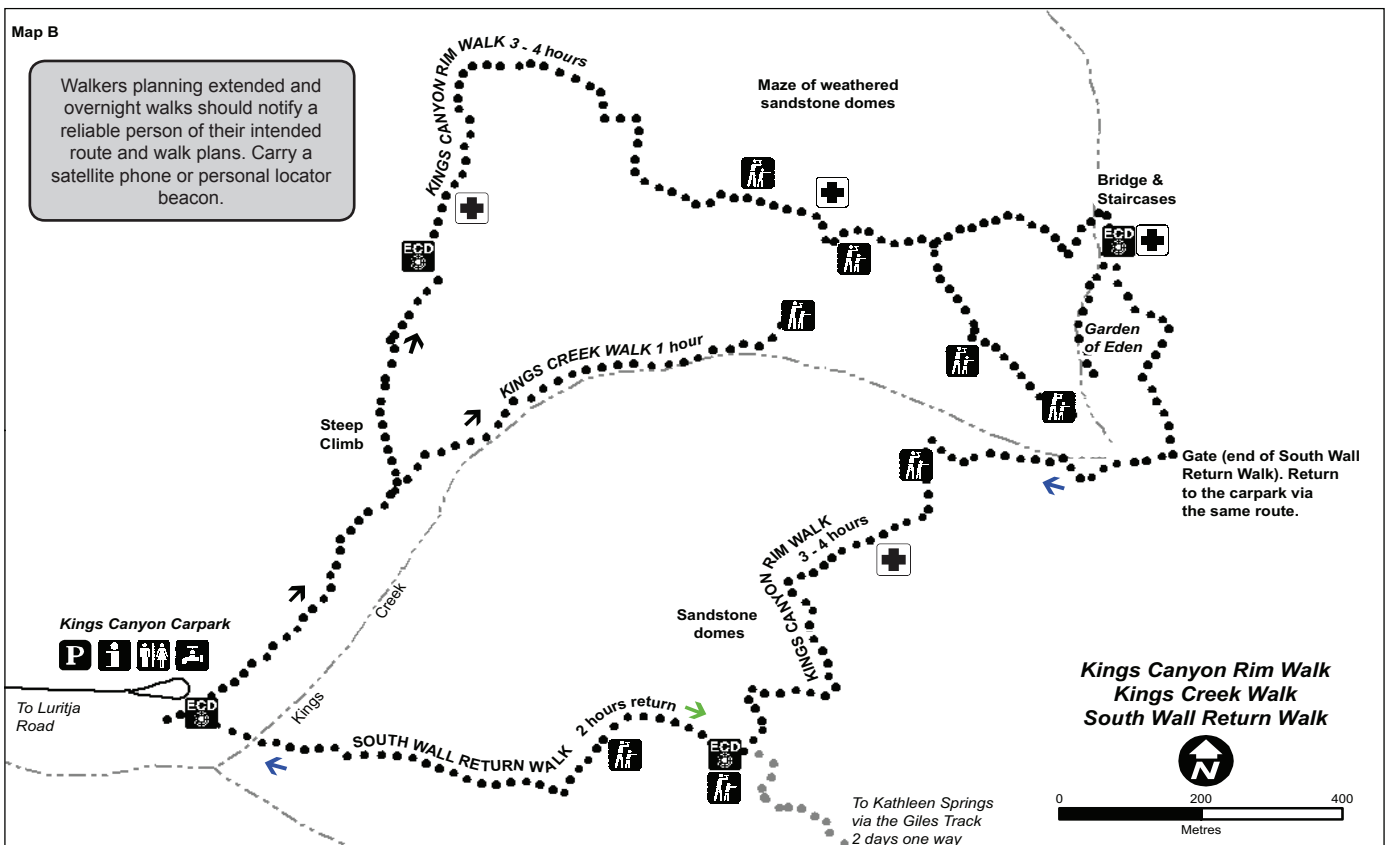 Map B
Walkers planning extended and
overnight walks should notify a
reliable person of their intended
route and walk plans. Carry a
satellite phone or personal locator
beacon.
KINGS CANYON RIM WALK 3 - 4 hours
Maze of weathered
sandstone domes
Bridge &
Staircases
ECD
ECD
Garden
of Eden
KINGS CREEK WALK 1 hour
Steep
Climb
Gate (end of South Wall
Return Walk). Return
to the carpark via
the same route.
KINGS CANYON RIM WALK
3 - 4 hours
Kings Creek
Sandstone
domes
Kings Canyon Carpark
P i
To Luritja
Road
ECD
SOUTH WALL RETURN WALK 2 hours return
ECD
To Kathleen Springs
via the Giles Track
2 days one way
Kings Canyon Rim Walk
Kings Creek Walk
South Wall Return Walk
N
0 200 400
Metres